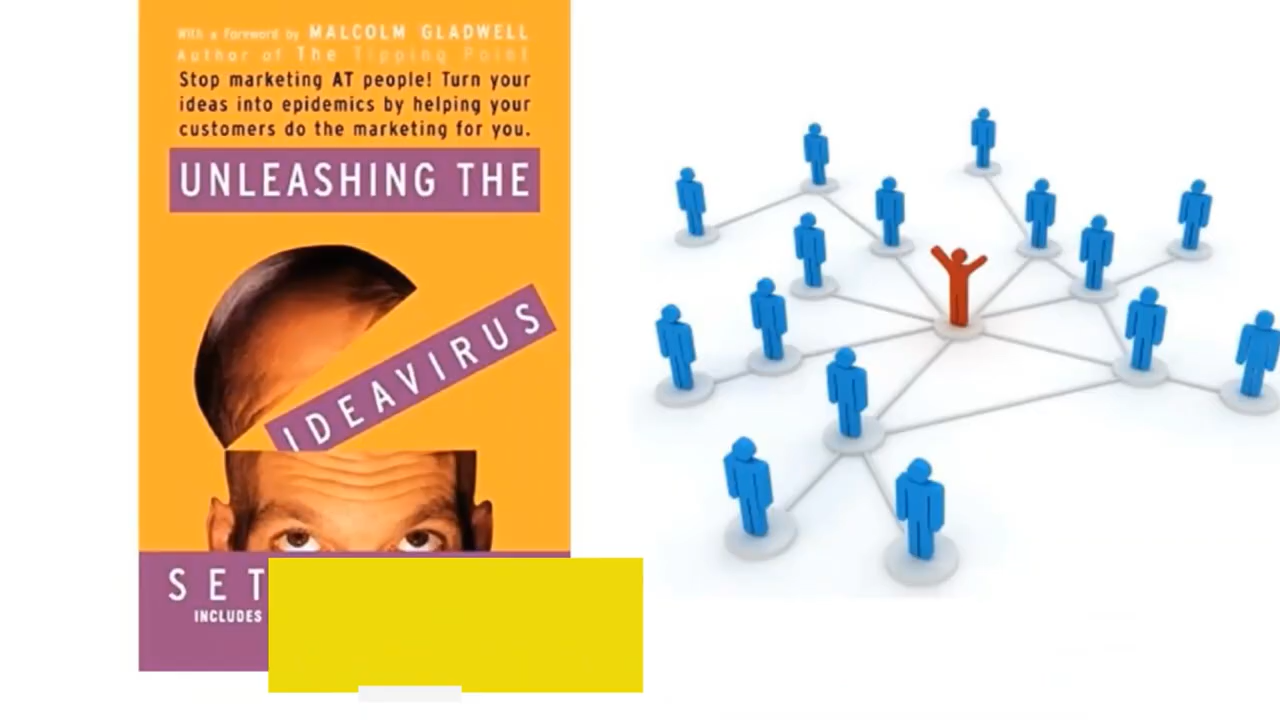 With a foreword by MALCOLM GLADWELL
Author of The Tipping Point
Stop marketing AT people! Turn your
ideas into epidemics by helping your
customers do the marketing for you.
UNLEASHING THE
IDEAVIRUS
SET
INCLUDES